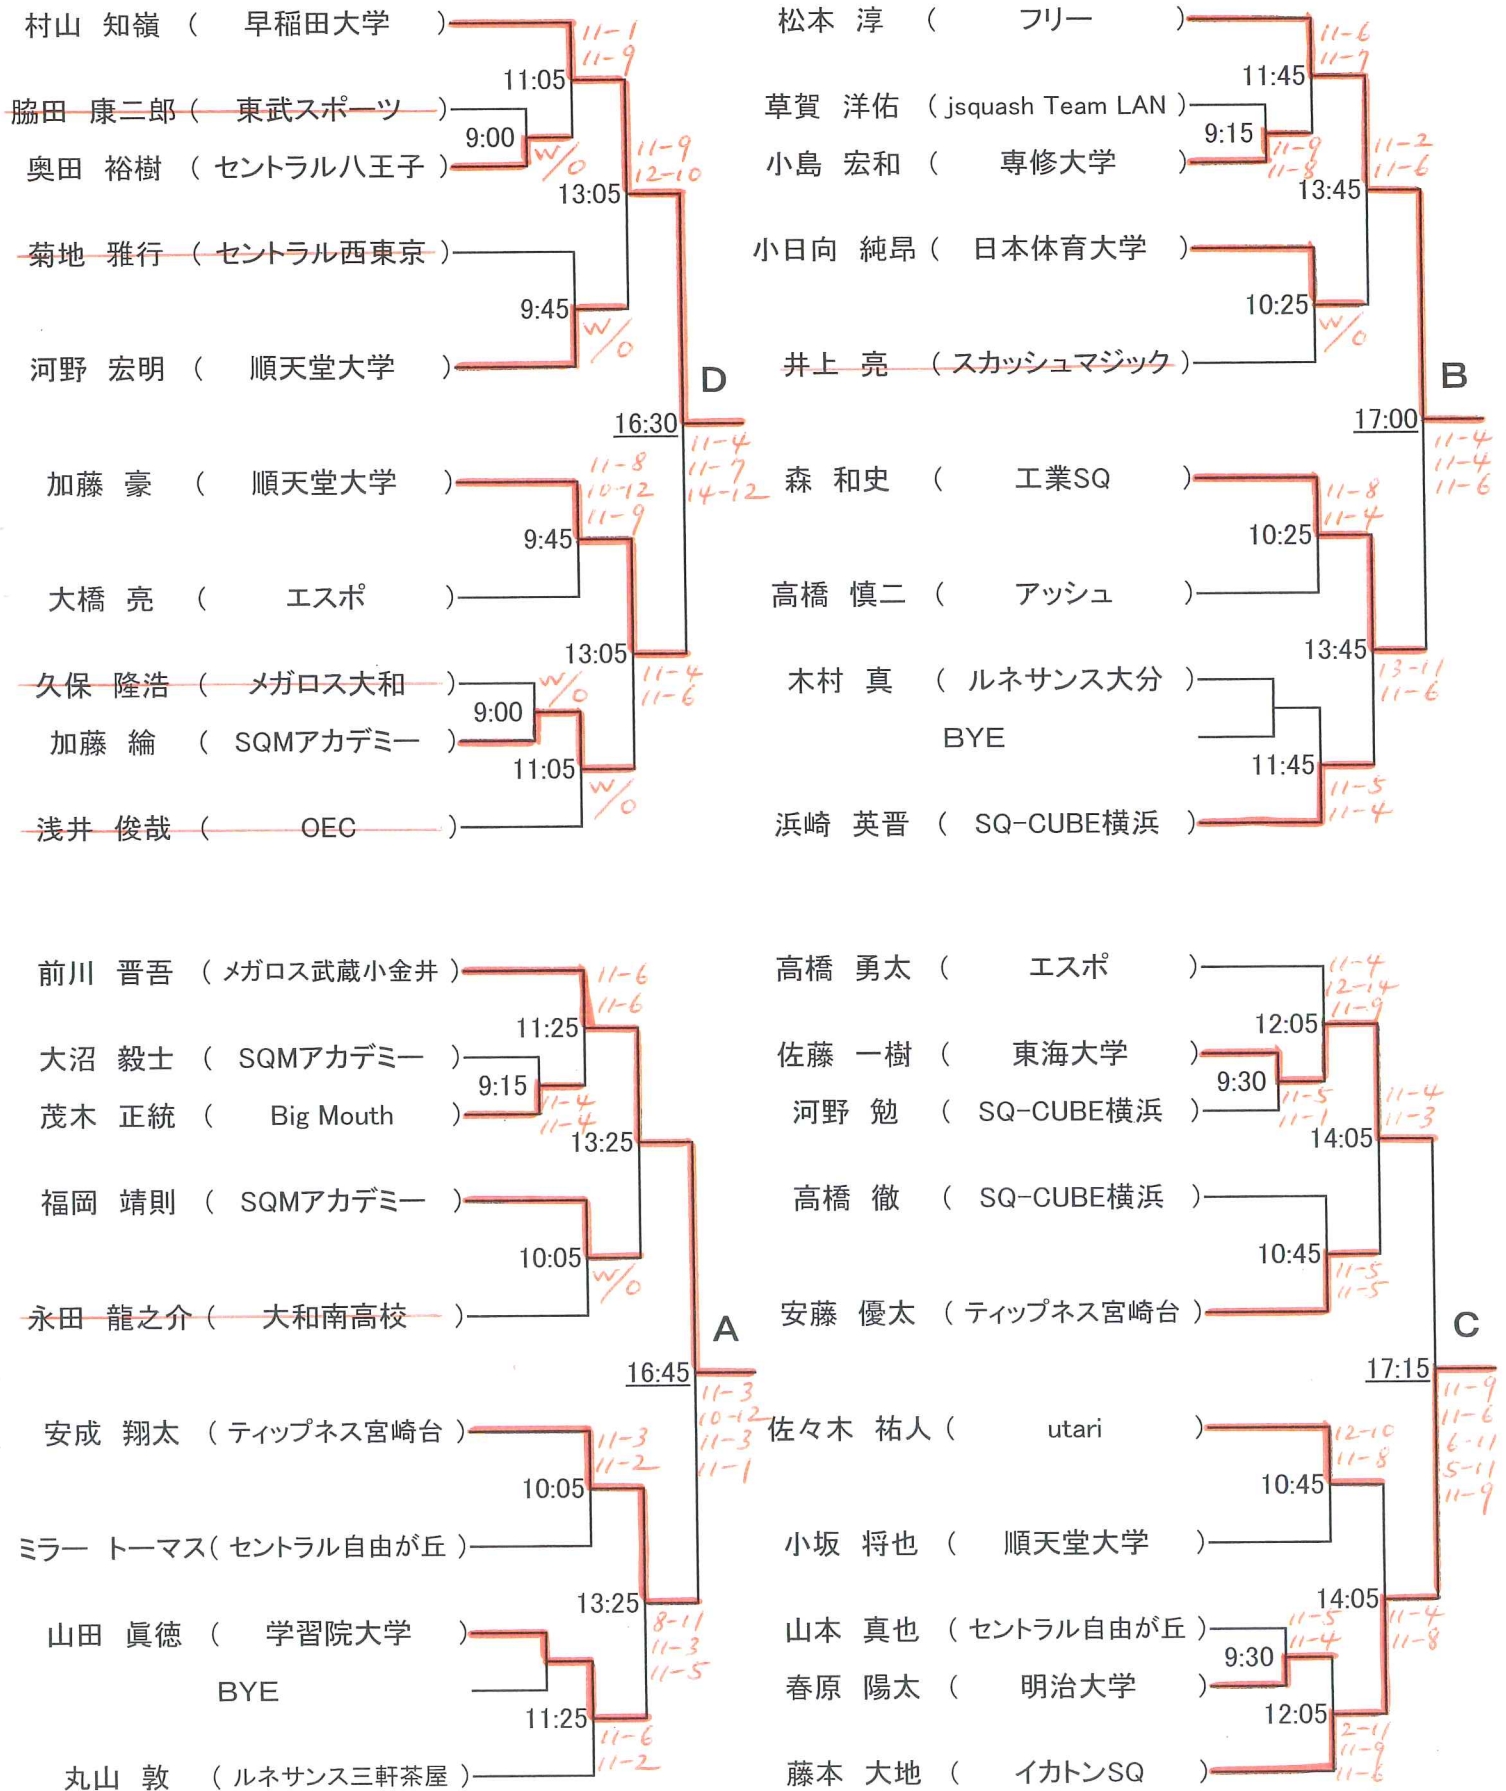 村山 知嶺 ( 早稲田大学 )
11-1
11-9
11:05
脇田 康二郎 ( 東武スポーツ )
9:00
W/O
奥田 裕樹 ( セントラル八王子 )
11-9
12-10
13:05
菊地 雅行 ( セントラル西東京 )
9:45
W/O
河野 宏明 ( 順天堂大学 )
D
16:30
11-4
11-7
14-12
加藤 豪 ( 順天堂大学 )
11-8
10-12
11-9
9:45
大橋 亮 ( エスポ )
13:05
11-4
11-6
久保 隆浩 ( メガロス大和 )
W/O
9:00
加藤 綸 ( SQMアカデミー )
11:05
W/O
浅井 俊哉 ( OEC )
松本 淳 ( フリー )
11-6
11-7
11:45
草賀 洋佑 ( jsquash Team LAN )
9:15
11-9
11-8
小島 宏和 ( 専修大学 )
11-2
11-6
13:45
小日向 純昂 ( 日本体育大学 )
10:25
W/O
井上 亮 ( スカッシュマジック )
B
17:00
11-4
11-4
11-6
森 和史 ( 工業SQ )
11-8
11-4
10:25
高橋 慎二 ( アッシュ )
13:45
13-11
11-6
木村 真 ( ルネサンス大分 )
BYE
11:45
11-5
11-4
浜崎 英晋 ( SQ-CUBE横浜 )
前川 晋吾 ( メガロス武蔵小金井 )
11-6
11-6
11:25
大沼 毅士 ( SQMアカデミー )
9:15
11-4
11-4
茂木 正統 ( Big Mouth )
13:25
福岡 靖則 ( SQMアカデミー )
10:05
W/O
永田 龍之介 ( 大和南高校 )
A
16:45
11-3
10-12
11-3
11-1
安成 翔太 ( ティップネス宮崎台 )
11-3
11-2
10:05
ミラー トーマス ( セントラル自由が丘 )
13:25
8-11
11-3
11-5
山田 眞徳 ( 学習院大学 )
BYE
11:25
11-6
11-2
丸山 敦 ( ルネサンス三軒茶屋 )
高橋 勇太 ( エスポ )
11-4
12-14
11-9
12:05
佐藤 一樹 ( 東海大学 )
9:30
11-5
11-1
河野 勉 ( SQ-CUBE横浜 )
11-4
11-3
14:05
高橋 徹 ( SQ-CUBE横浜 )
10:45
11-5
11-5
安藤 優太 ( ティップネス宮崎台 )
C
17:15
11-9
11-6
6-11
5-11
11-9
佐々木 祐人 ( utari )
12-10
11-8
10:45
小坂 将也 ( 順天堂大学 )
14:05
11-4
11-8
山本 真也 ( セントラル自由が丘 )
11-5
11-4
9:30
春原 陽太 ( 明治大学 )
12:05
2-11
11-9
11-6
藤本 大地 ( イカトンSQ )